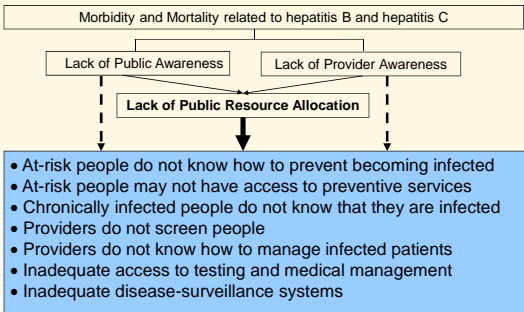 Morbidity and Mortality related to hepatitis B and hepatitis C
Lack of Public Awareness
Lack of Provider Awareness
Lack of Public Resource Allocation
• At-risk people do not know how to prevent becoming infected
• At-risk people may not have access to preventive services
• Chronically infected people do not know that they are infected
• Providers do not screen people
• Providers do not know how to manage infected patients
• Inadequate access to testing and medical management
• Inadequate disease-surveillance systems